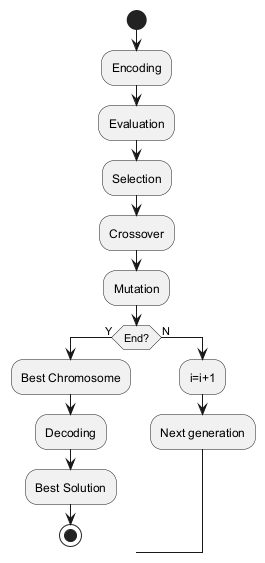 Encoding
Evaluation
Selection
Crossover
Mutation
Y
End?
N
Best Chromosome
i=i+1
Decoding
Next generation
Best Solution